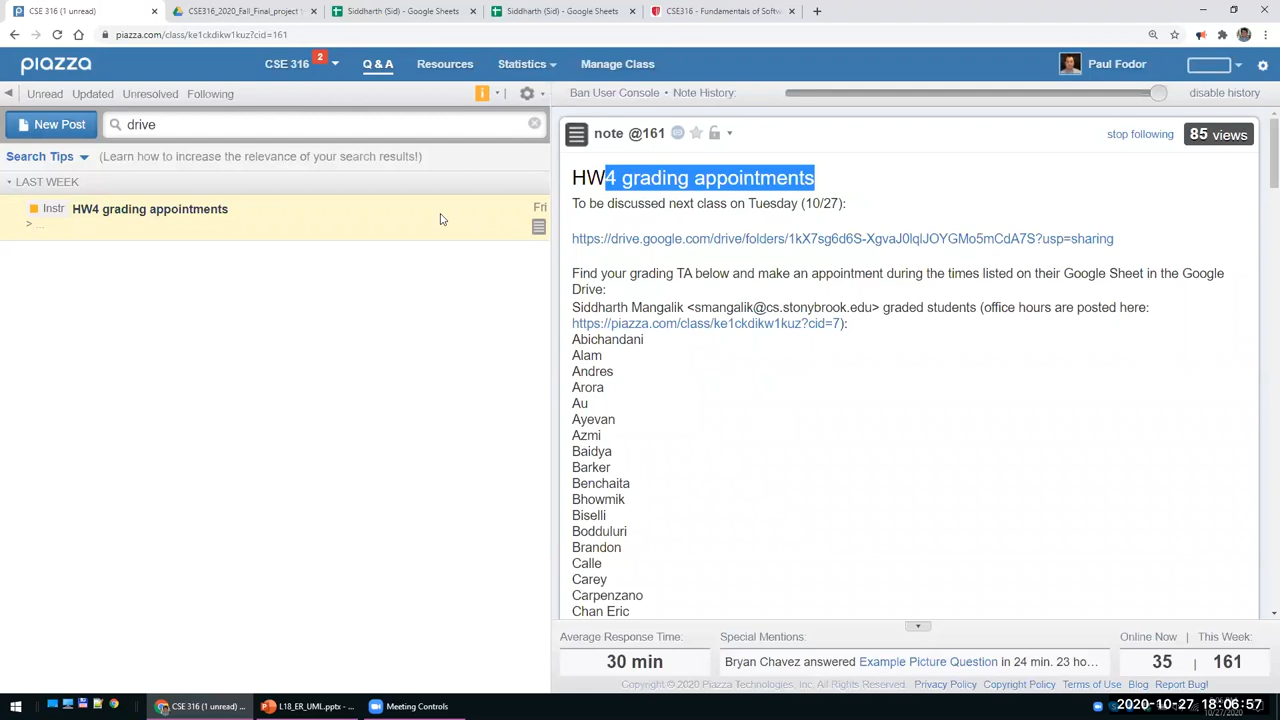 CSE 316 (1 unread)
CSE316_2020_Fall_Final_project
Siddharth (Sid) - Google Sheets
Siddharth (Sid) - Google Sheets
CSE316 - Fundamentals of Softw
piazza.com/class/ke1ckdikw1kuz?cid=161
piazza
CSE 316
2
Q & A
Resources
Statistics
Manage Class
Paul Fodor
Unread
Updated
Unresolved
Following
Ban User Console • Note History:
disable history
New Post
drive
note @161
stop following
85 views
Search Tips
(Learn how to increase the relevance of your search results!)
LAST WEEK
Instr
HW4 grading appointments
Fri
> ...
HW4 grading appointments
To be discussed next class on Tuesday (10/27):
https://drive.google.com/drive/folders/1kX7sg6d6S-XgvaJ0lqlJOYGMo5mCdA7S?usp=sharing
Find your grading TA below and make an appointment during the times listed on their Google Sheet in the Google
Drive:
Siddharth Mangalik <smangalik@cs.stonybrook.edu> graded students (office hours are posted here:
https://piazza.com/class/ke1ckdikw1kuz?cid=7):
Abichandani
Alam
Andres
Arora
Au
Ayevan
Azmi
Baidya
Barker
Benchaita
Bhowmik
Biselli
Bodduluri
Brandon
Calle
Carey
Carpenzano
Chan Eric
Average Response Time:
30 min
Special Mentions:
Bryan Chavez answered Example Picture Question in 24 min. 23 ho...
Online Now | This Week:
35 | 161
Copyright © 2020 Piazza Technologies, Inc. All Rights Reserved. Privacy Policy Copyright Policy Terms of Use Blog Report Bug!
CSE 316 (1 unread) ...
L18_ER_UML.pptx - ...
Meeting Controls
2020-10-27 18:06:57
10/27/2020